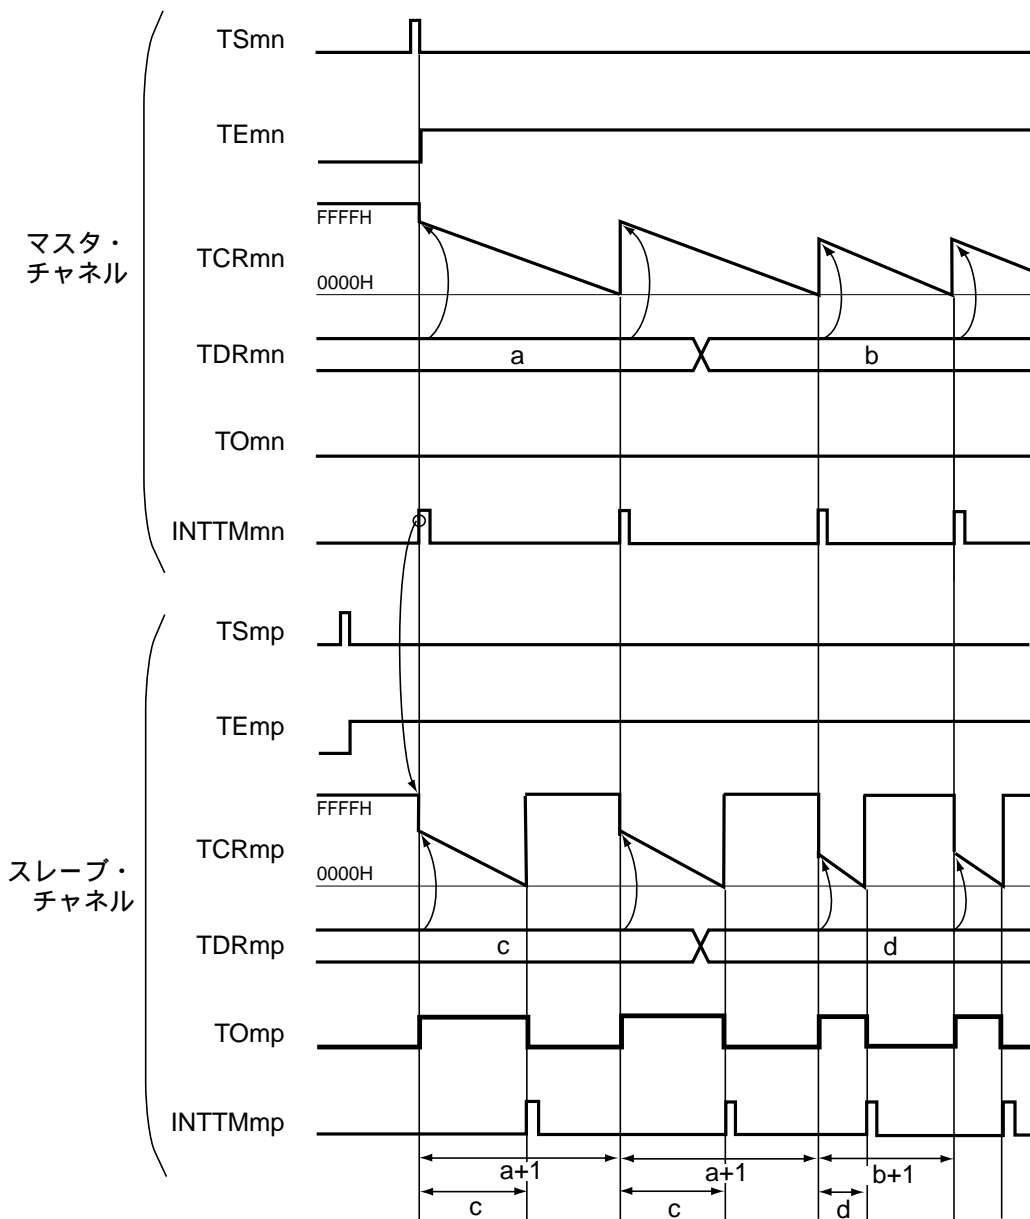 TSmn
TEmn
マスタ・
チャネル
TCRmn
FFFFH
0000H
TDRmn
a
b
TOmn
INTTMmn
TSmp
TEmp
スレーブ・
チャネル
TCRmp
FFFFH
0000H
TDRmp
c
d
TOmp
INTTMmp
a+1
a+1
b+1
c
c
d